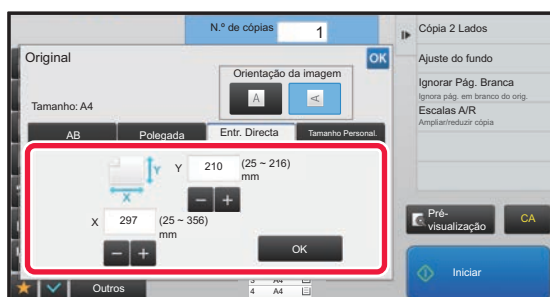 N.º de cópias
1
Original
OK
Orientação da imagem
A
A
Tamanho: A4
AB
Polegada
Entr. Directa
Tamanho Personal.
Y
Y
210
(25 ~ 216)
mm
X
X
297
(25 ~ 356)
mm
OK
Outros
A4
4 A4
Cópia 2 Lados
Ajuste do fundo
Ignorar Pág. Branca
Ignora pág. em branco do orig.
Escalas A/R
Ampliar/reduzir cópia
Pré-
visualização
CA
Iniciar